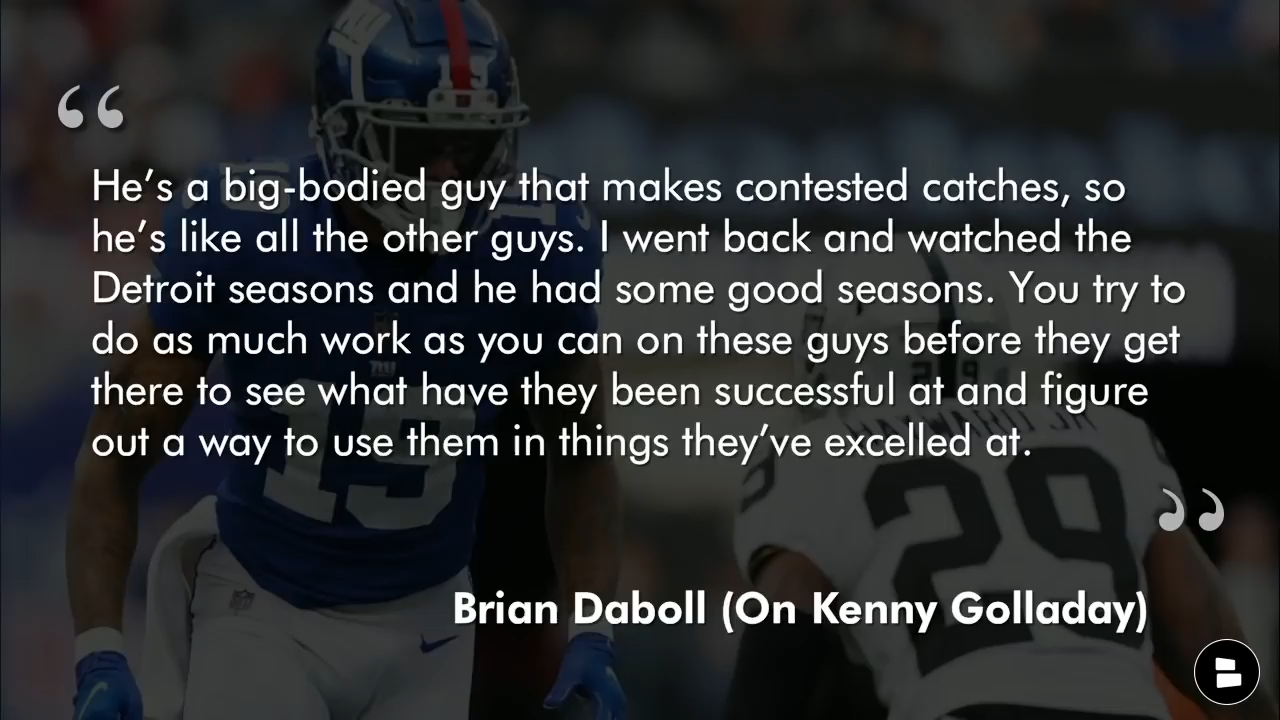 He's a big-bodied guy that makes contested catches, so
he's like all the other guys. I went back and watched the
Detroit seasons and he had some good seasons. You try to
do as much work as you can on these guys before they get
there to see what have they been successful at and figure
out a way to use them in things they've excelled at.
Brian Daboll (On Kenny Golladay)
19
29